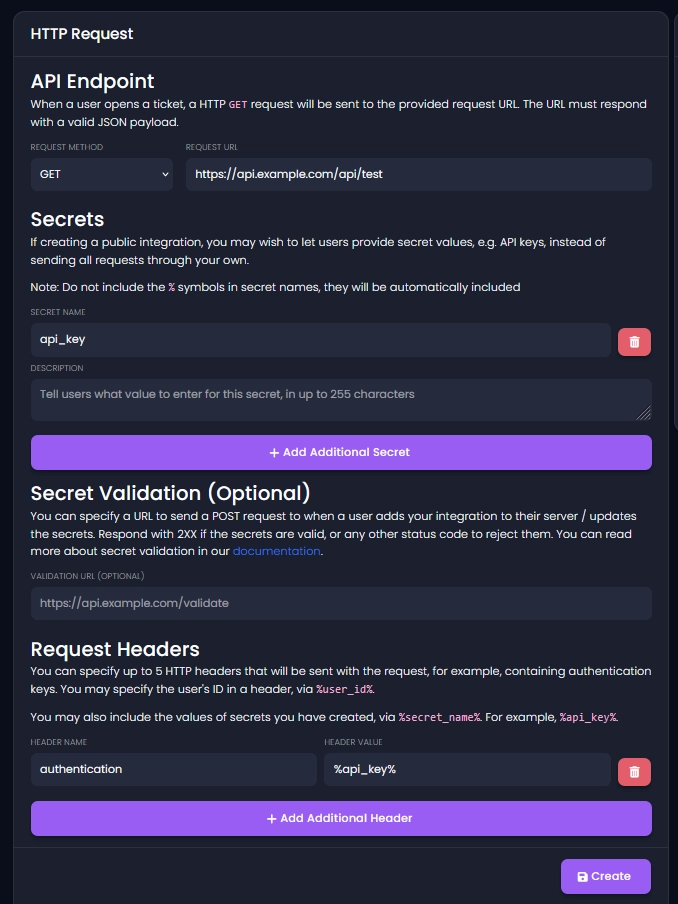 HTTP Request
API Endpoint
When a user opens a ticket, a HTTP GET request will be sent to the provided request URL. The URL must respond
with a valid JSON payload.
REQUEST METHOD
REQUEST URL
GET
https://api.example.com/api/test
Secrets
If creating a public integration, you may wish to let users provide secret values, e.g. API keys, instead of
sending all requests through your own.
Note: Do not include the % symbols in secret names, they will be automatically included
SECRET NAME
api_key
DESCRIPTION
Tell users what value to enter for this secret, in up to 255 characters
+ Add Additional Secret
Secret Validation (Optional)
You can specify a URL to send a POST request to when a user adds your integration to their server / updates
the secrets. Respond with 2XX if the secrets are valid, or any other status code to reject them. You can read
more about secret validation in our documentation.
VALIDATION URL (OPTIONAL)
https://api.example.com/validate
Request Headers
You can specify up to 5 HTTP headers that will be sent with the request, for example, containing authentication
keys. You may specify the user's ID in a header, via %user_id%.
You may also include the values of secrets you have created, via %secret_name%. For example, %api_key%.
HEADER NAME
HEADER VALUE
authentication
%api_key%
+ Add Additional Header
Create